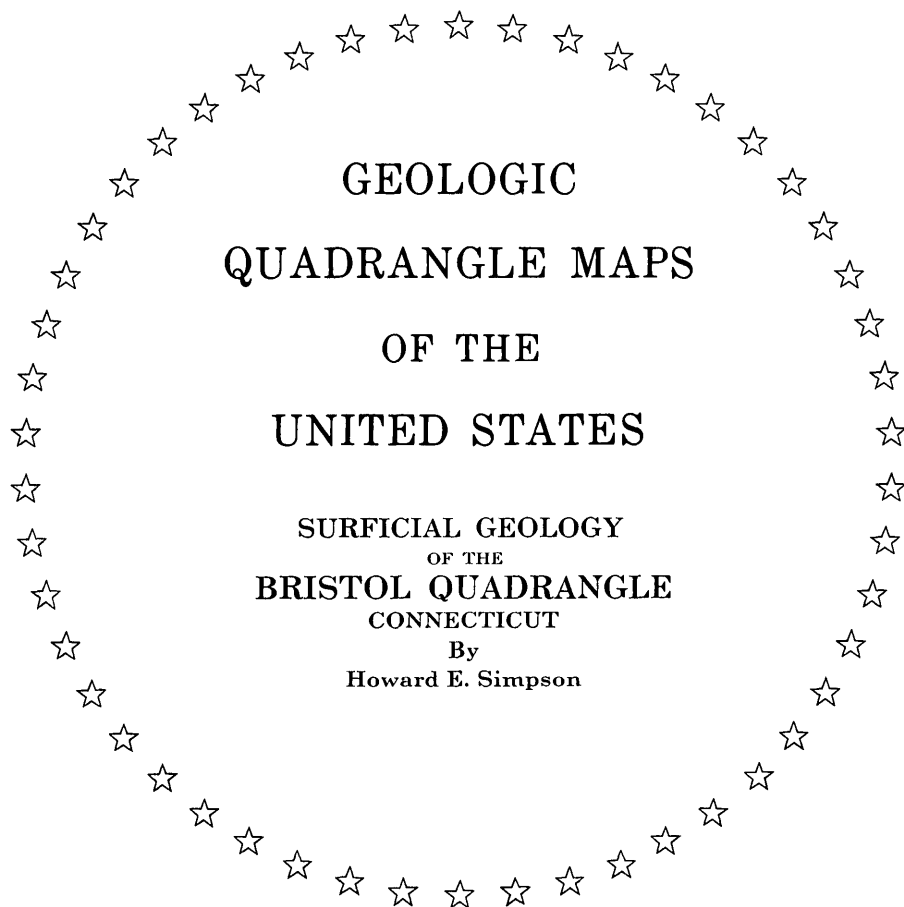 GEOLOGIC
QUADRANGLE MAPS
OF THE
UNITED STATES
SURFICIAL GEOLOGY
OF THE
BRISTOL QUADRANGLE
CONNECTICUT
By
Howard E. Simpson